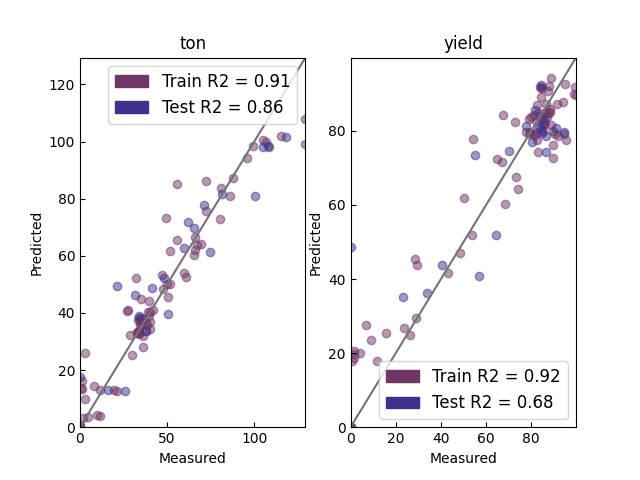 ton
Train R2 = 0.91
Test R2 = 0.86
Predicted
120
100
80
60
40
20
0
0 50 100
Measured
yield
Predicted
80
60
40
20
0
Train R2 = 0.92
Test R2 = 0.68
0 20 40 60 80
Measured